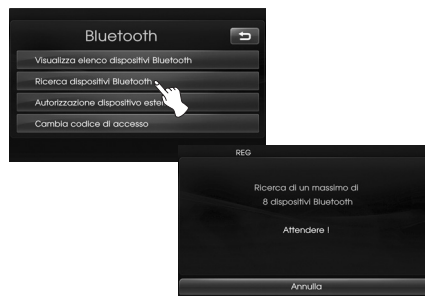 Bluetooth
Visualizza elenco dispositivi Bluetooth
Ricerca dispositivi Bluetooth
Autorizzazione dispositivo ester
Cambia codice di accesso
REG
Ricerca di un massimo di
8 dispositivi Bluetooth
Attendere !
Annulla